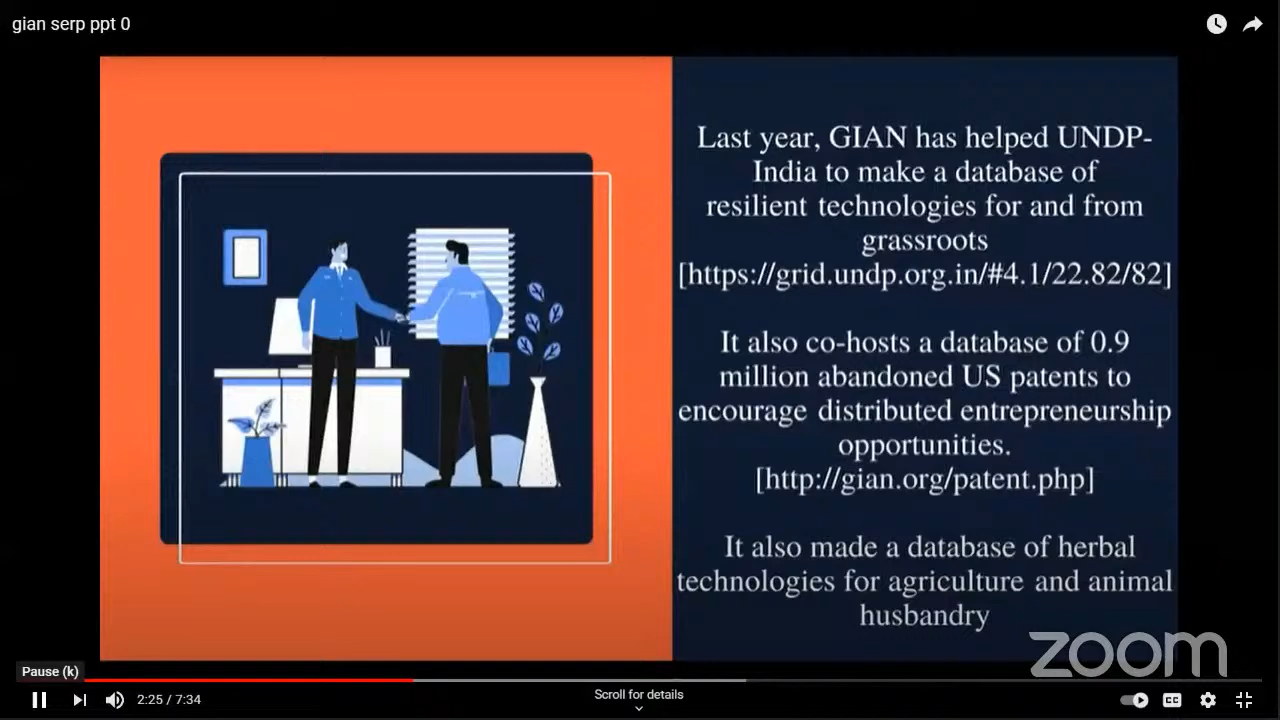 gian serp ppt 0
Last year, GIAN has helped UNDP-
India to make a database of
resilient technologies for and from
grassroots
[https://grid.undp.org.in/#4.1/22.82/82]
It also co-hosts a database of 0.9
million abandoned US patents to
encourage distributed entrepreneurship
opportunities.
[http://gian.org/patent.php]
It also made a database of herbal
technologies for agriculture and animal
husbandry
zoom
Pause (k)
2:25 / 7:34
Scroll for details
CC